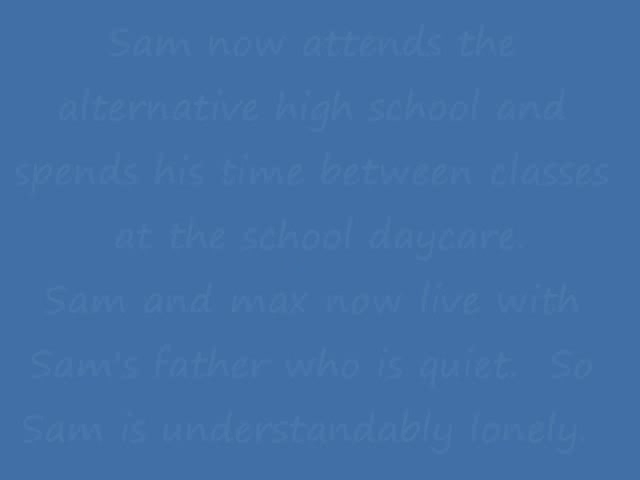 Sam now attends the
alternative high school and
spends his time between classes
at the school daycare.
Sam and max now live with
Sam's father who is quiet.  So
Sam is understandably lonely.